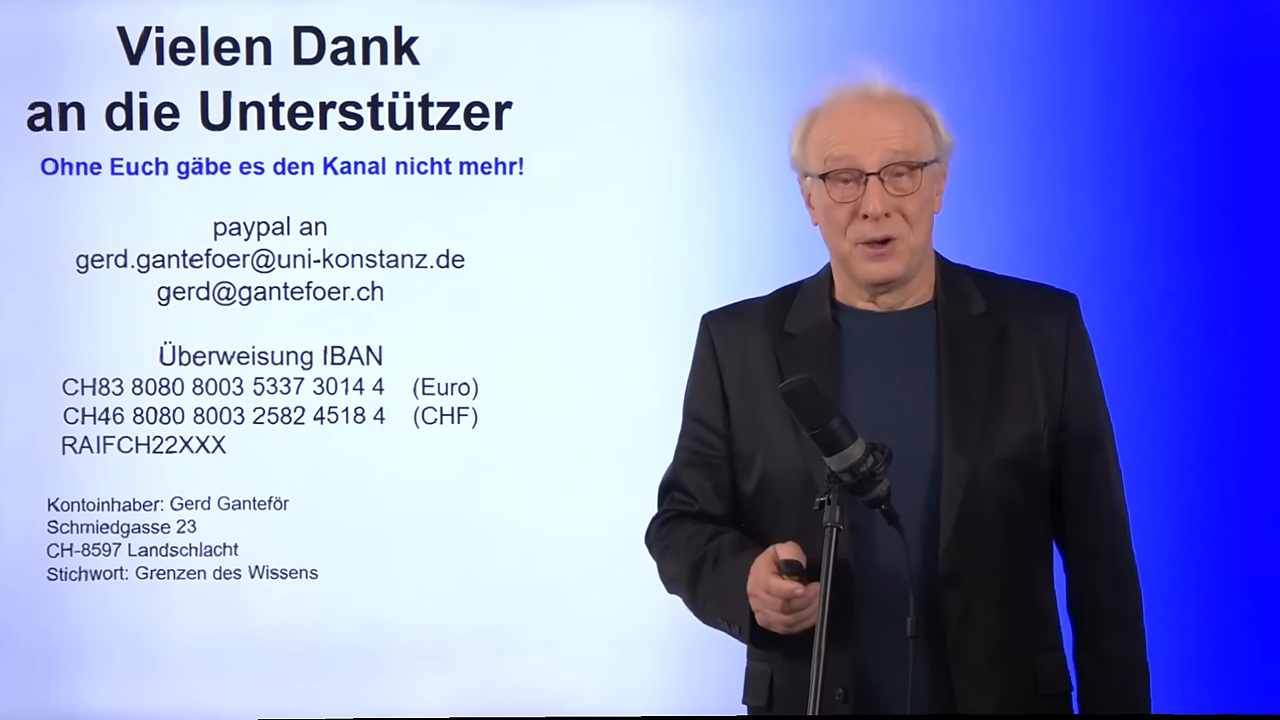 Vielen Dank
an die Unterstützer
Ohne Euch gäbe es den Kanal nicht mehr!
paypal an
gerd.gantefoer@uni-konstanz.de
gerd@gantefoer.ch
Überweisung IBAN
CH83 8080 8003 5337 3014 4 (Euro)
CH46 8080 8003 2582 4518 4 (CHF)
RAIFCH22XXX
Kontoinhaber: Gerd Ganteför
Schmiedgasse 23
CH-8597 Landschlacht
Stichwort: Grenzen des Wissens